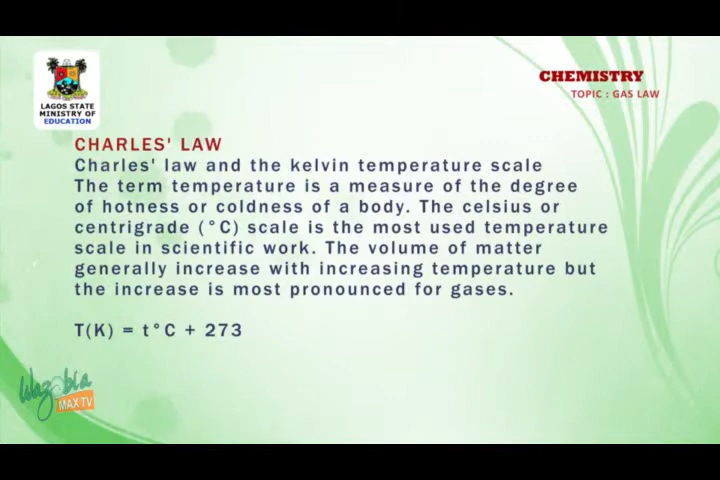 LAGOS STATE
MINISTRY OF
EDUCATION
CHEMISTRY
TOPIC : GAS LAW
CHARLES' LAW
Charles' law and the kelvin temperature scale
The term temperature is a measure of the degree
of hotness or coldness of a body. The celsius or
centrigrade (°C) scale is the most used temperature
scale in scientific work. The volume of matter
generally increase with increasing temperature but
the increase is most pronounced for gases.
T(K) = t°C + 273
Wazobia
MAX TV